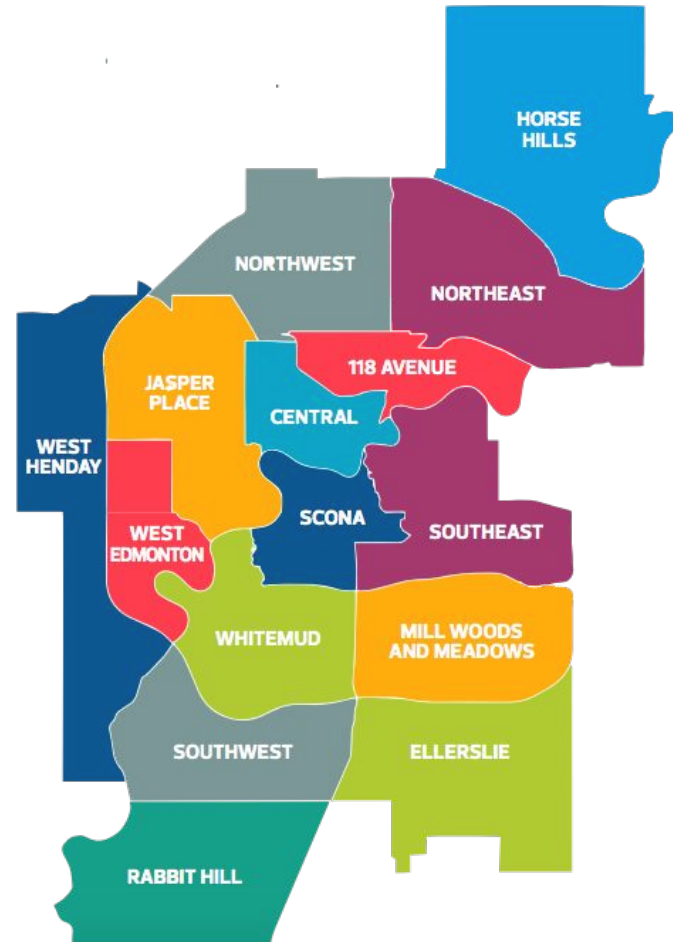 HORSE
HILLS
NORTHWEST
NORTHEAST
118 AVENUE
JASPER
PLACE
CENTRAL
WEST
HENDAY
SCONA
SOUTHEAST
WEST
EDMONTON
WHITEMUD
MILL WOODS
AND MEADOWS
SOUTHWEST
ELLERSLIE
RABBIT HILL